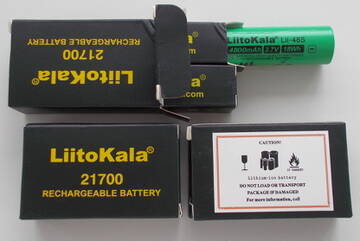 LiitoKala®
21700
RECHARGEABLE BATTERY
.com
LiitoKala Lii-48S
4800mAh 3.7V 18Wh
LiitoKala®
21700
RECHARGEABLE BATTERY
CAUTION!
Lithium-ion battery
DO NOT LOAD OR TRANSPORT
PACKAGE IF DAMAGED
For more information, call